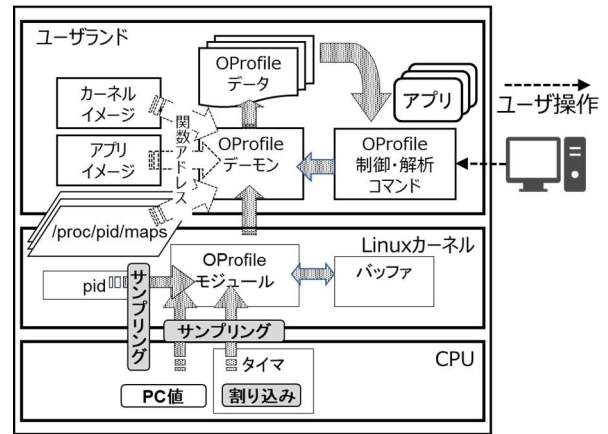 ユーザランド
OProfile
データ
カーネル
イメージ
アプリ
イメージ
関数アドレス
OProfile
デーモン
アプリ
OProfile
制御・解析
コマンド
ユーザ操作
/proc/pid/maps
Linuxカーネル
OProfile
モジュール
バッファ
pid
サンプリング
サンプリング
CPU
タイマ
PC値
割り込み